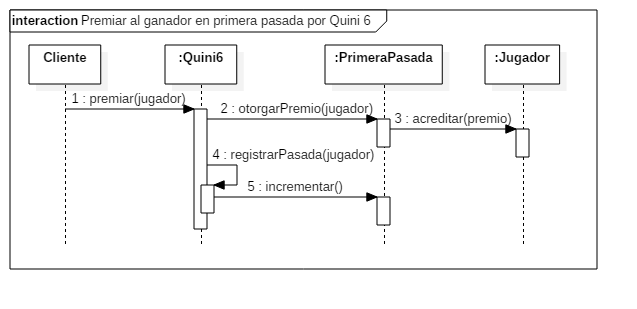 interaction Premiar al ganador en primera pasada por Quini 6
Cliente
:Quini6
:PrimeraPasada
:Jugador
1 : premiar(jugador)
2 : otorgarPremio(jugador)
3 : acreditar(premio)
4 : registrarPasada(jugador)
5 : incrementar()